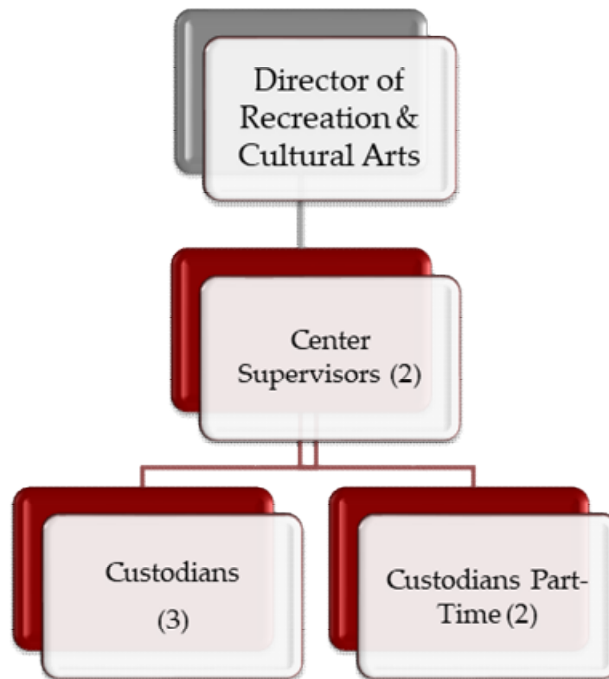 Director of
Recreation &
Cultural Arts
Center
Supervisors (2)
Custodians
(3)
Custodians Part-
Time (2)